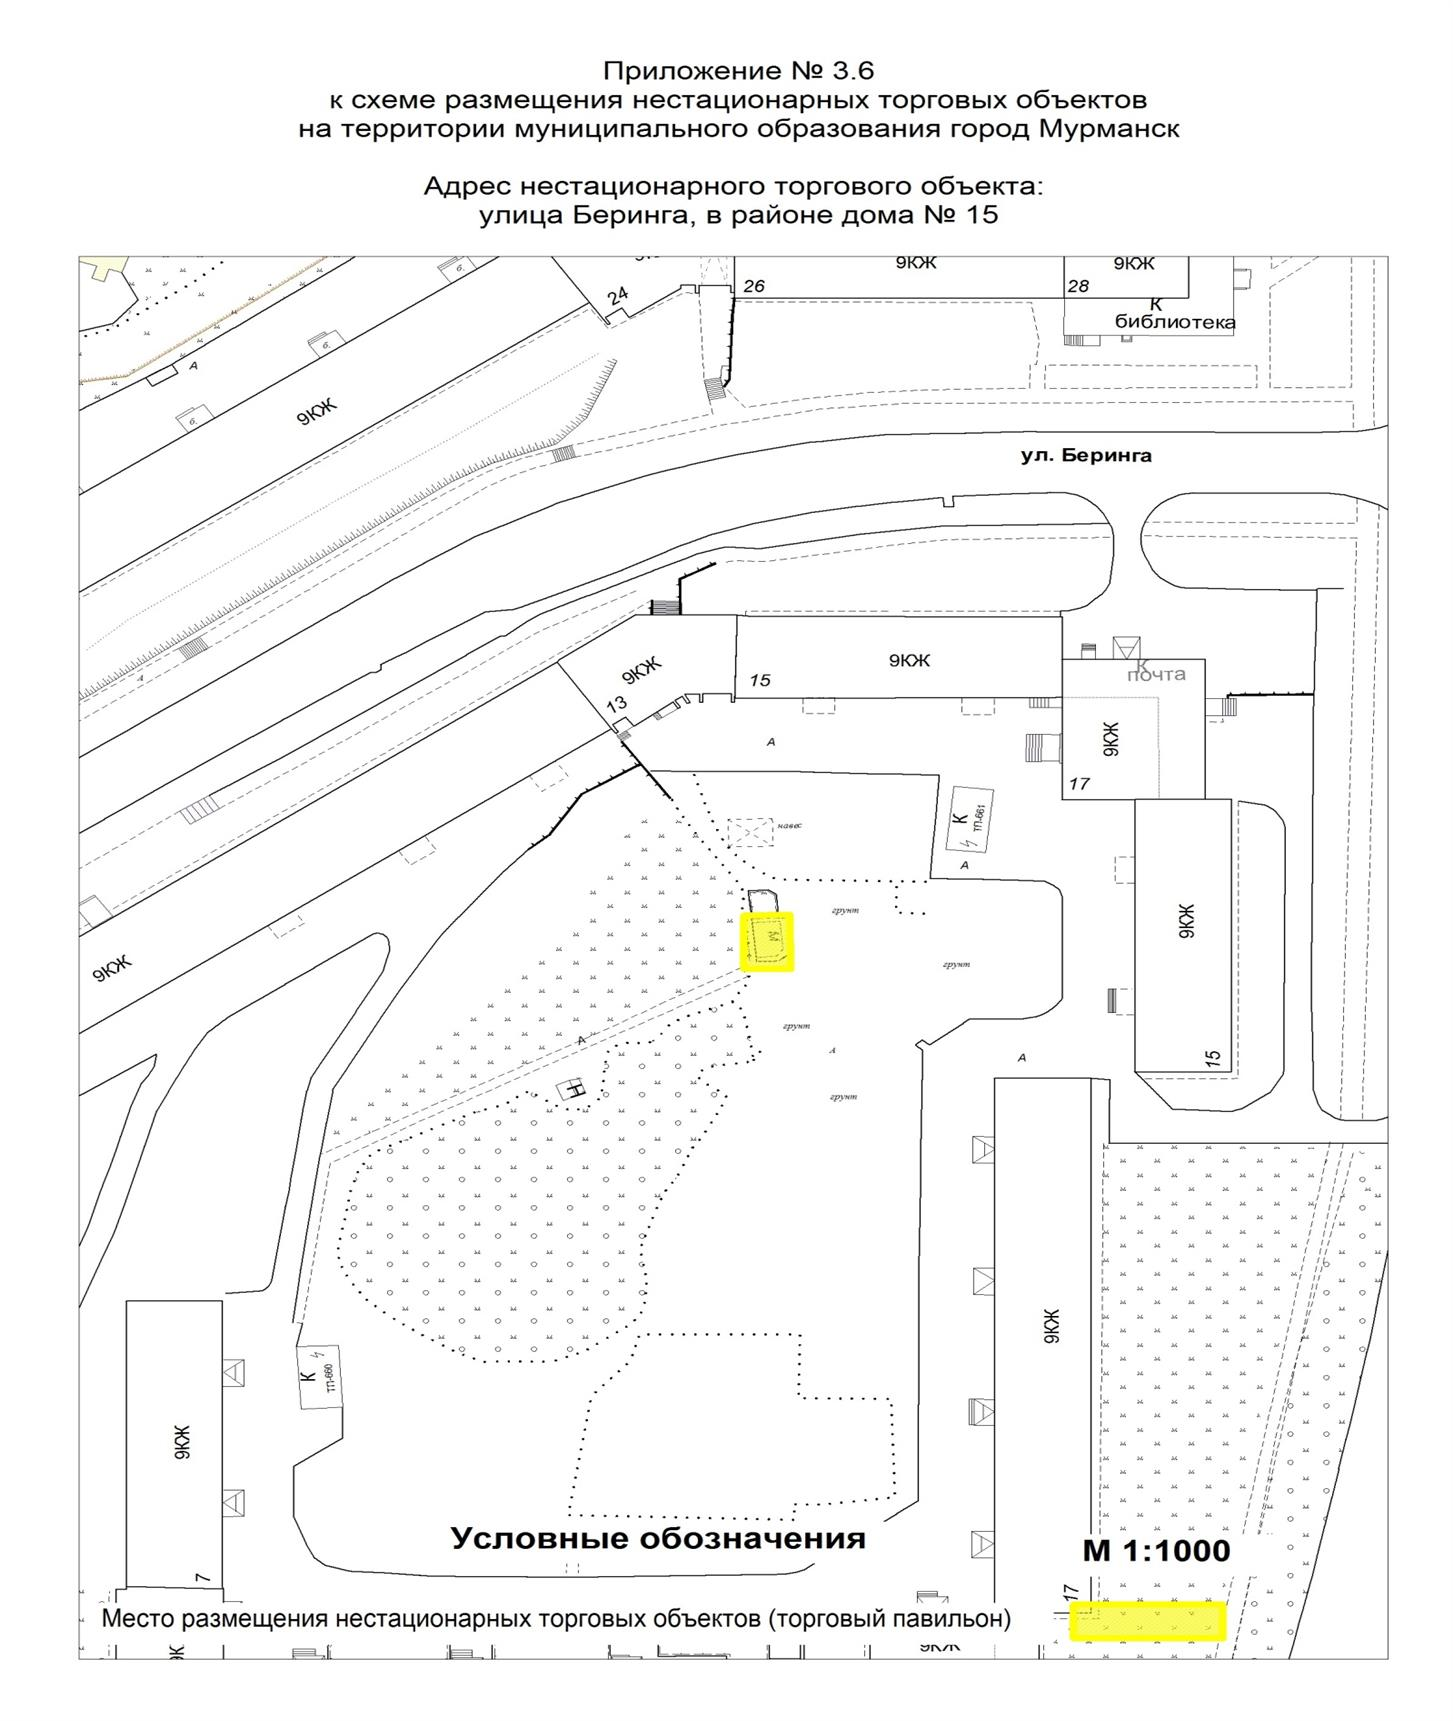 Приложение № 3.6
к схеме размещения нестационарных торговых объектов
на территории муниципального образования город Мурманск
Адрес нестационарного торгового объекта:
улица Беринга, в районе дома № 15
9КЖ
9КЖ
26
28
24
К
библиотека
б.
б.
б.
А
9КЖ
ул. Беринга
9КЖ
9КЖ
15
13
К
почта
А
9КЖ
17
А
навес
К
ТП-661
А
грунт
9КЖ
М
9КЖ
грунт
грунт
А
А
А
грунт
15
Н
9КЖ
К
ТП-660
9КЖ
7
17
Условные обозначения
М 1:1000
Место размещения нестационарных торговых объектов (торговый павильон)
9КЖ